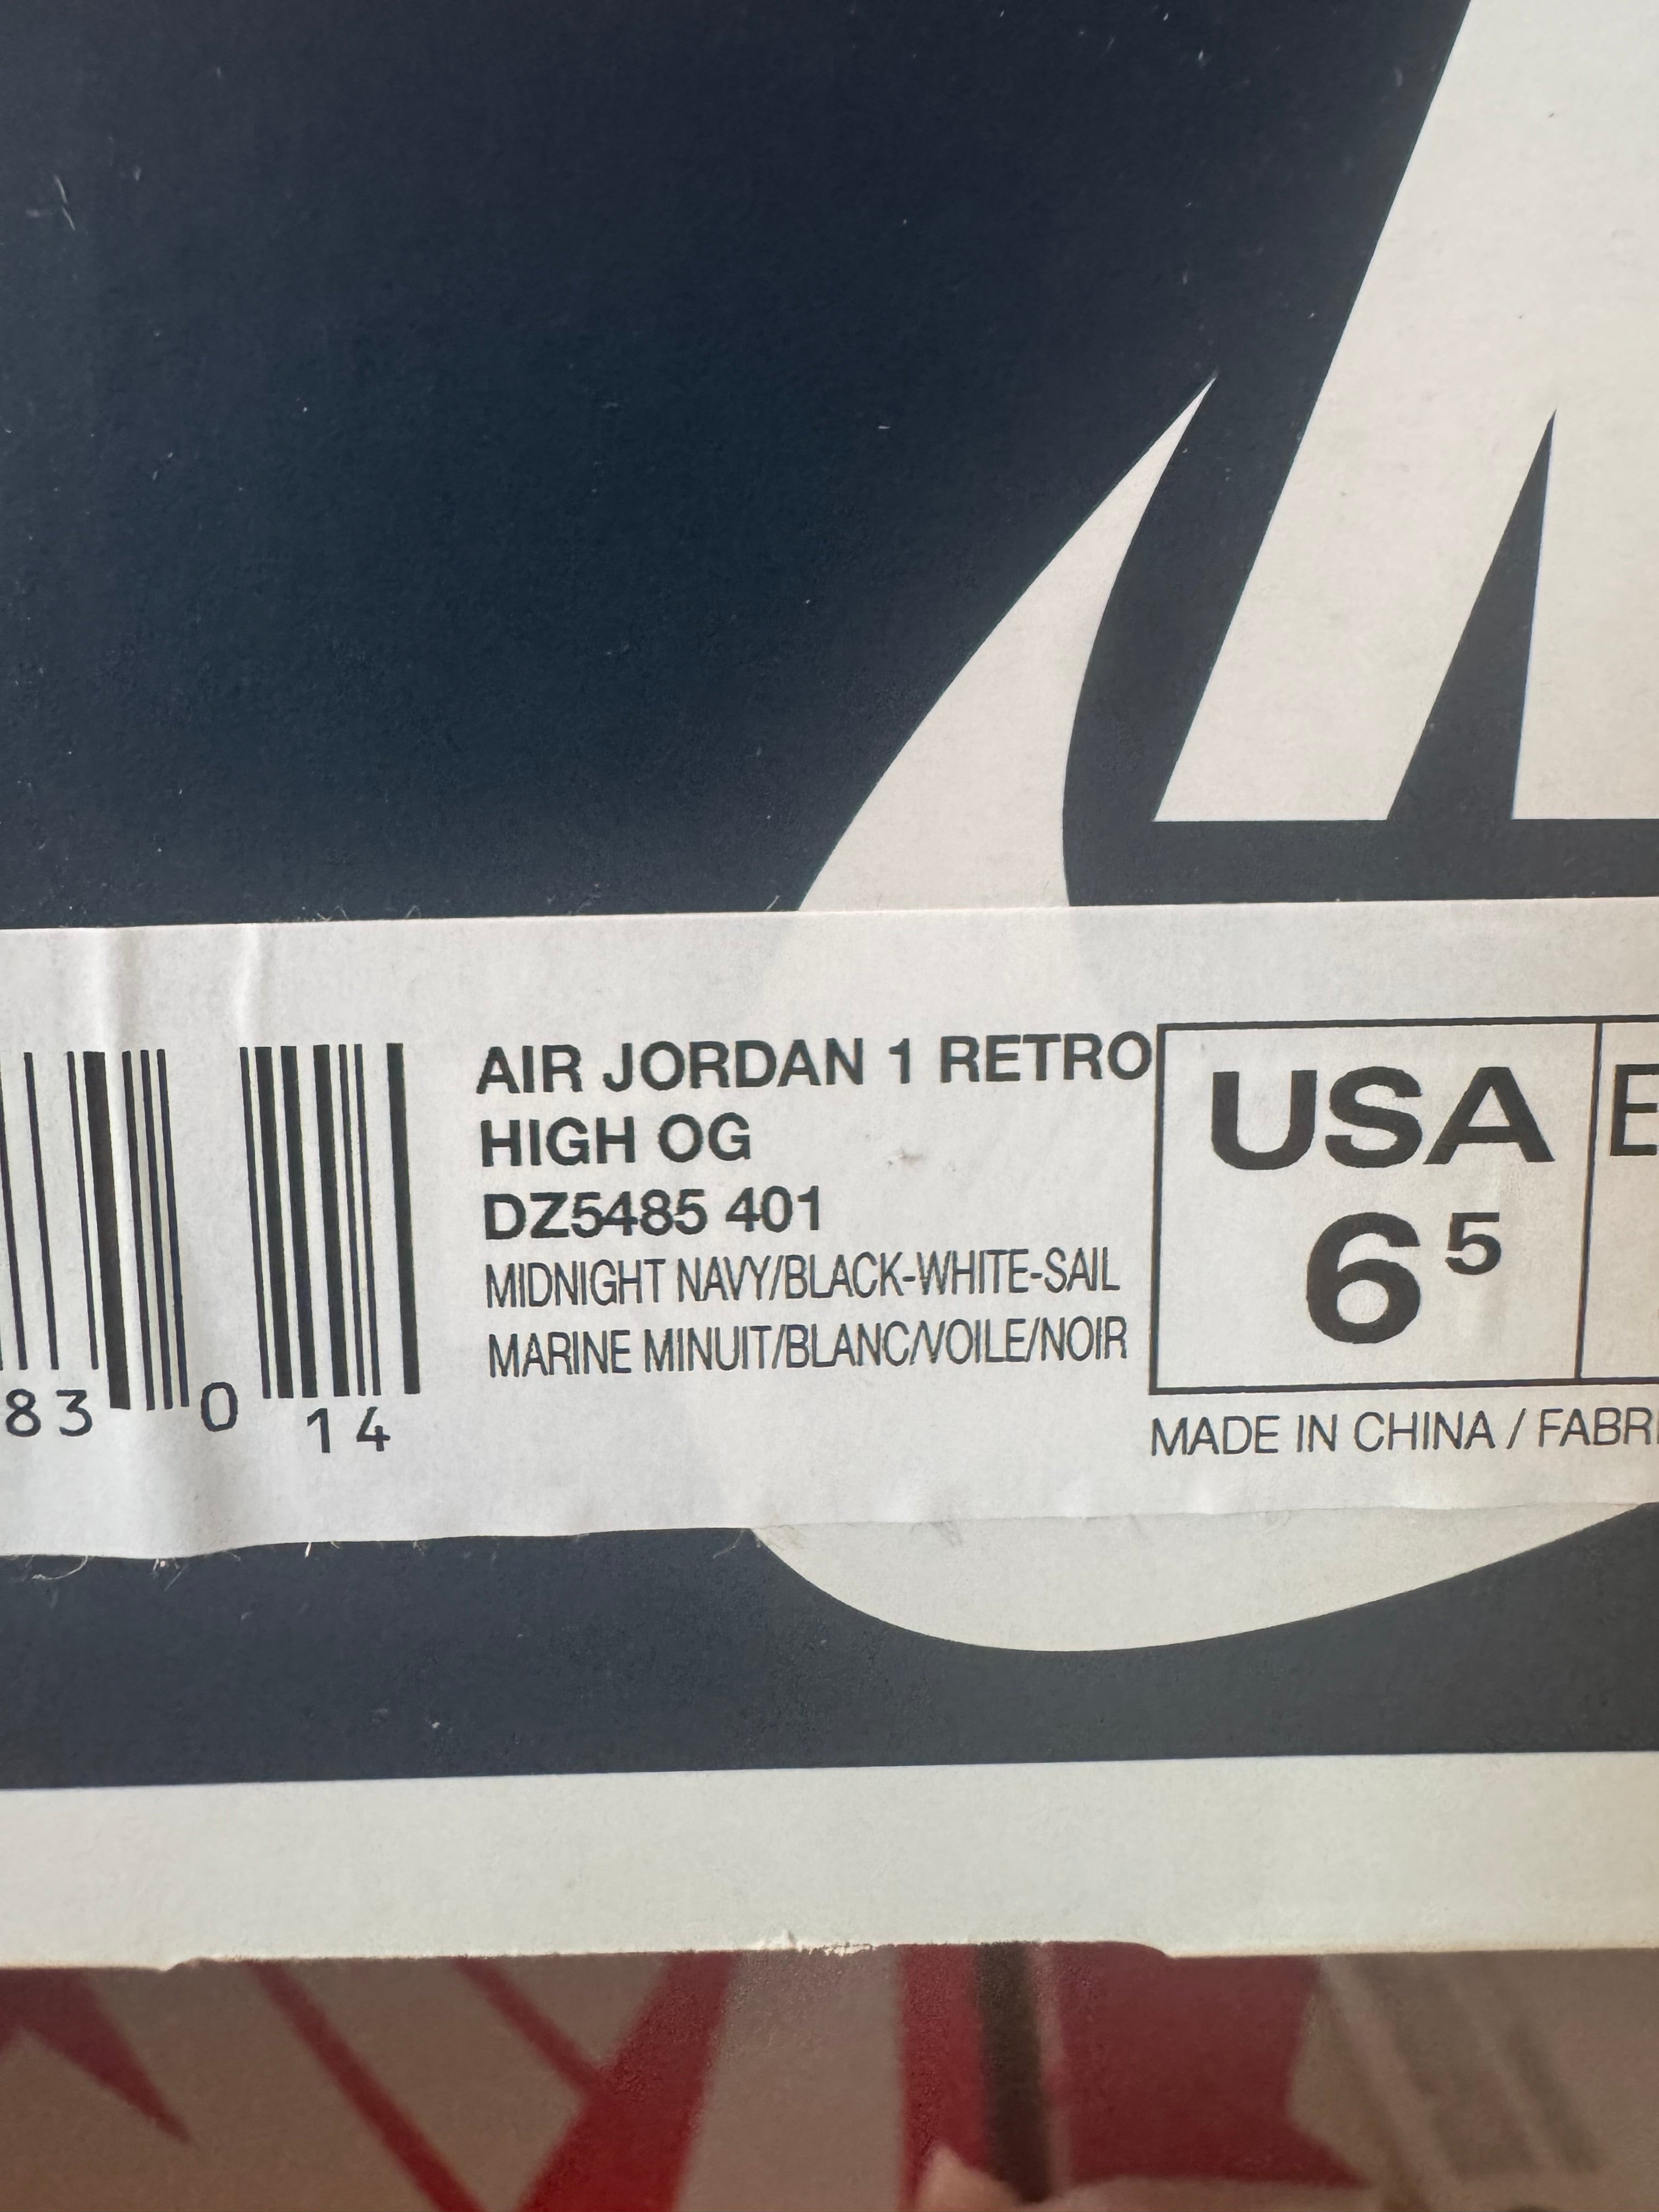 AIR JORDAN 1 RETRO
HIGH OG
DZ5485 401
MIDNIGHT NAVY/BLACK-WHITE-SAIL
MARINE MINUIT/BLANC/VOILE/NOIR
83 0 14
USA
6 5
MADE IN CHINA /